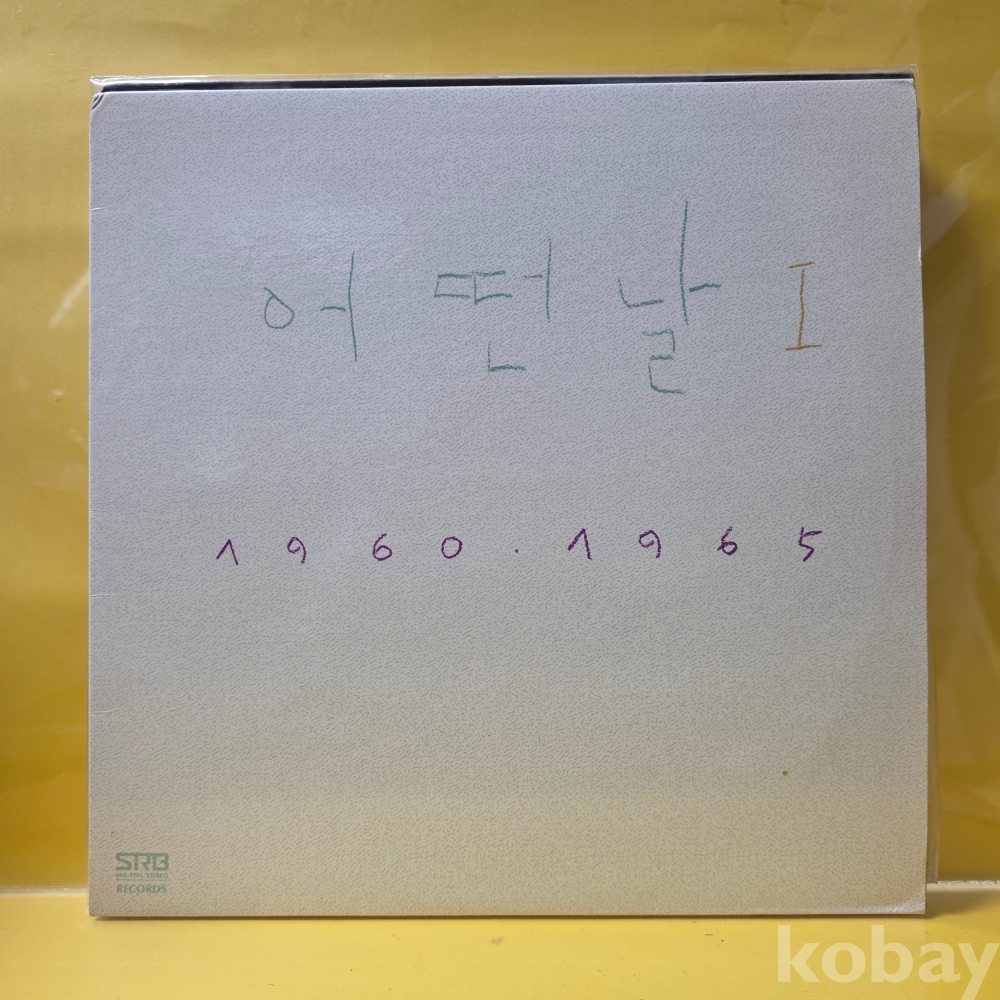 어떤날 I
1960.1965
SRB
RECORDS
kobay